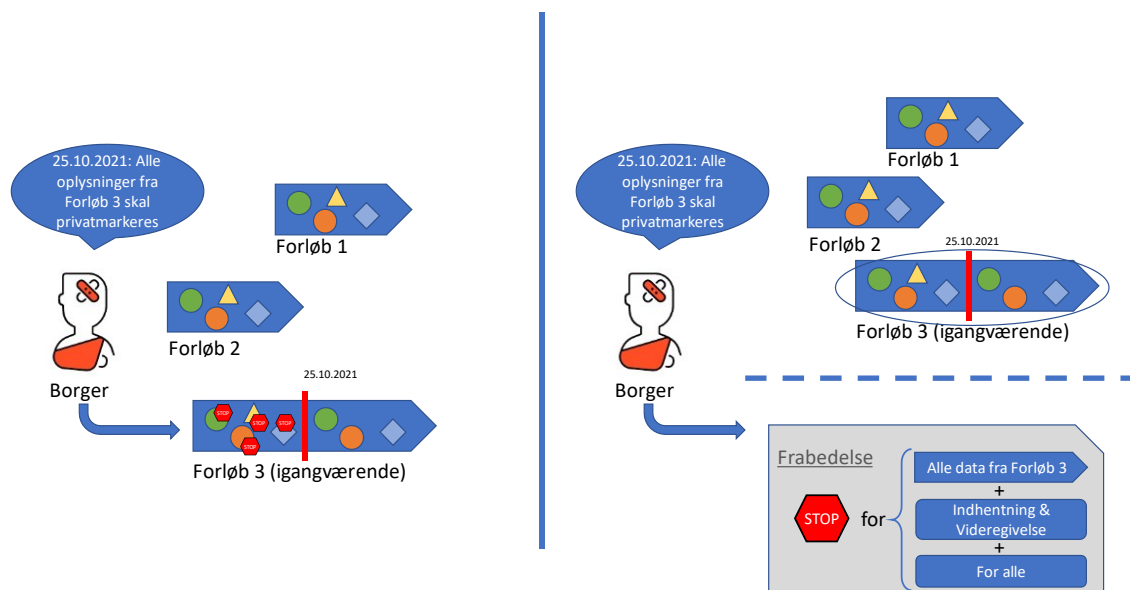 25.10.2021: Alle
oplysninger fra
Forløb 3 skal
privatmarkeres
Forløb 1
Forløb 2
Borger
25.10.2021
STOP
STOP
STOP
STOP
Forløb 3 (igangværende)
25.10.2021: Alle
oplysninger fra
Forløb 3 skal
privatmarkeres
Forløb 1
Forløb 2
25.10.2021
Forløb 3 (igangværende)
Borger
Frabedelse
STOP
for
Alle data fra Forløb 3
+
Indhentning &
Videregivelse
+
For alle